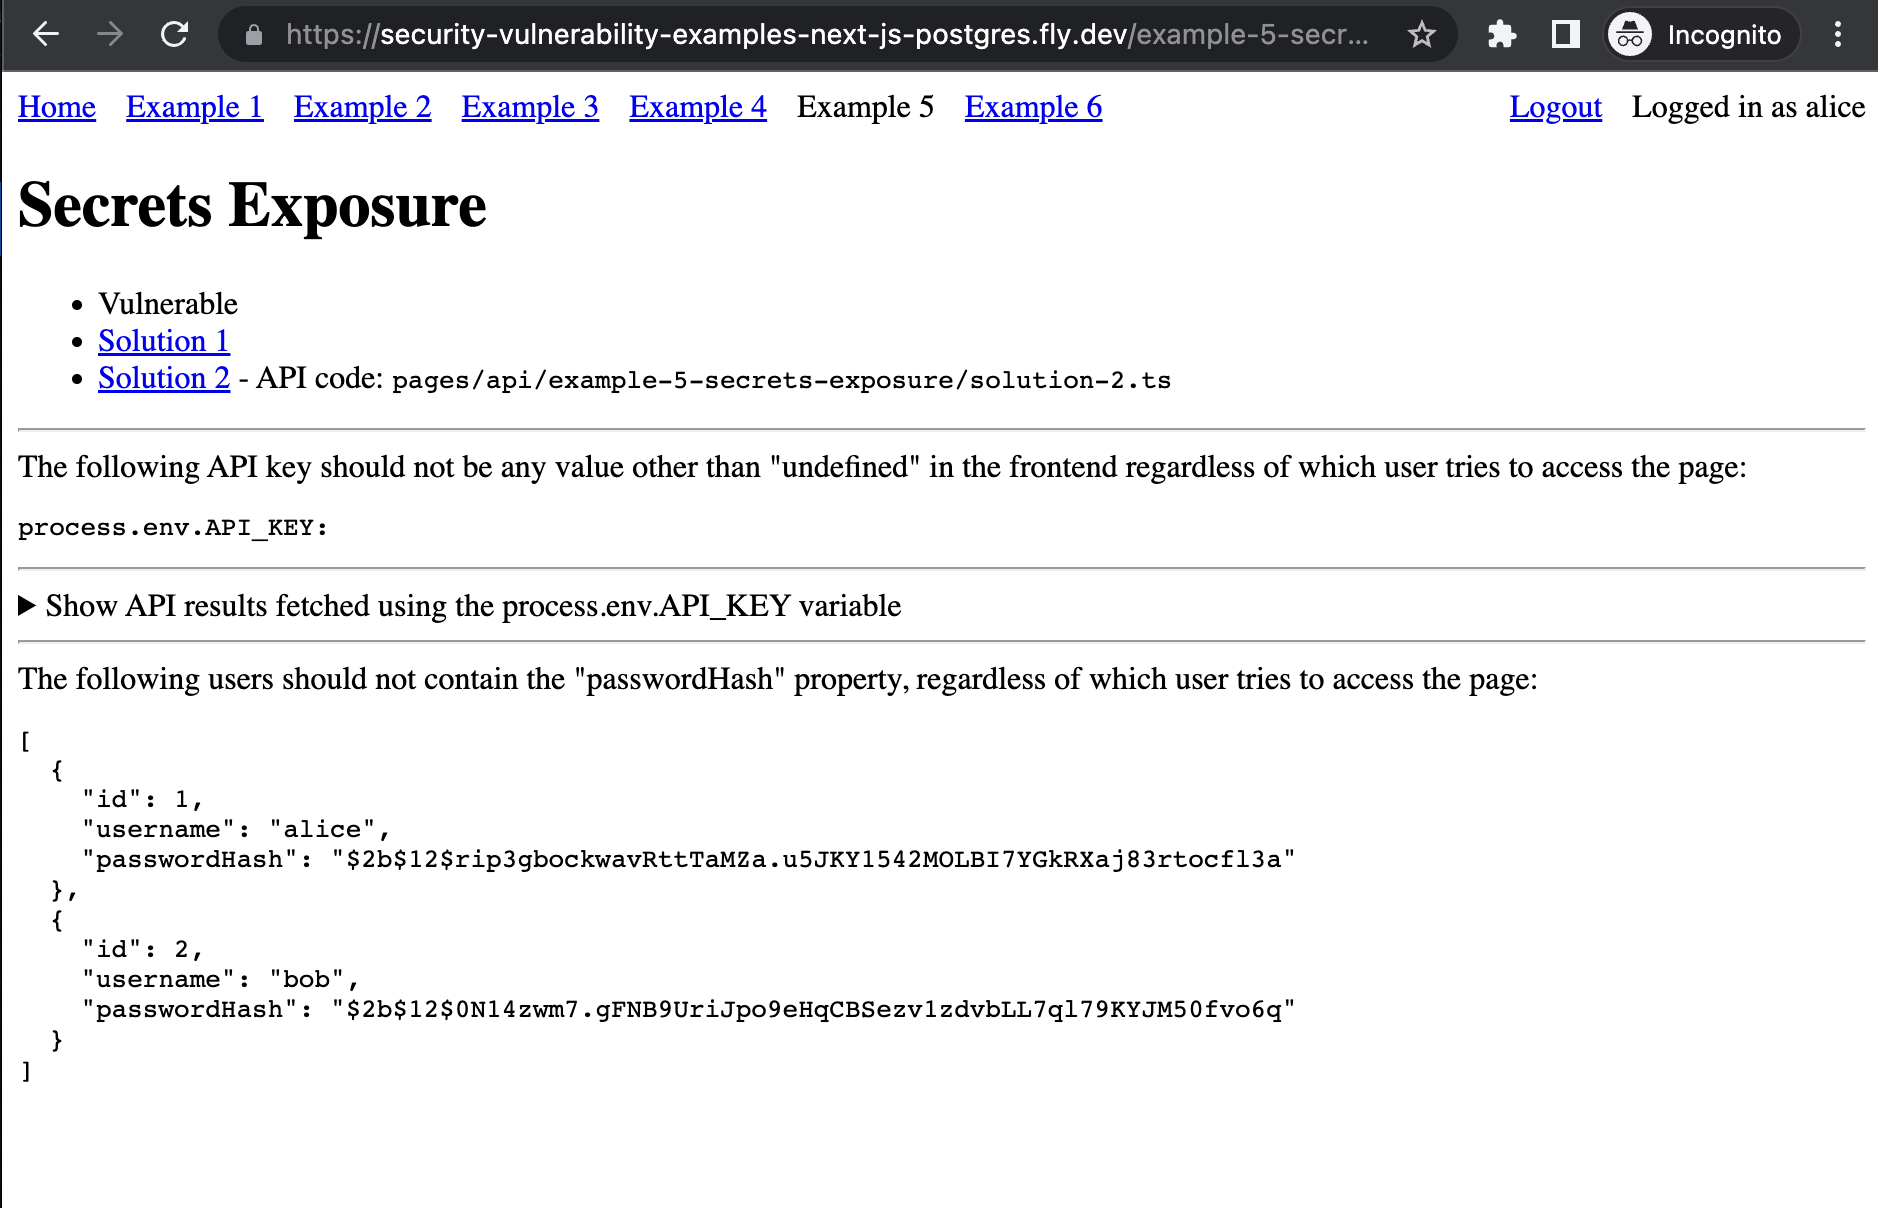 https://security-vulnerability-examples-next-js-postgres.fly.dev/example-5-secr... Incognito
Home Example 1 Example 2 Example 3 Example 4 Example 5 Example 6 Logout Logged in as alice
Secrets Exposure
• Vulnerable
• Solution 1
• Solution 2 - API code: pages/api/example-5-secrets-exposure/solution-2.ts
The following API key should not be any value other than "undefined" in the frontend regardless of which user tries to access the page:
process.env.API_KEY:
▶ Show API results fetched using the process.env.API_KEY variable
The following users should not contain the "passwordHash" property, regardless of which user tries to access the page:
[
  {
    "id": 1,
    "username": "alice",
    "passwordHash": "$2b$12$rip3gbockwavRttTaMZa.u5JKY1542MOLBI7YGkRXaj83rtocfl3a"
  },
  {
    "id": 2,
    "username": "bob",
    "passwordHash": "$2b$12$0N14zwm7.gFNB9UriJpo9eHqCBSezv1zdvbLL7ql79KYJM50fvo6q"
  }
]